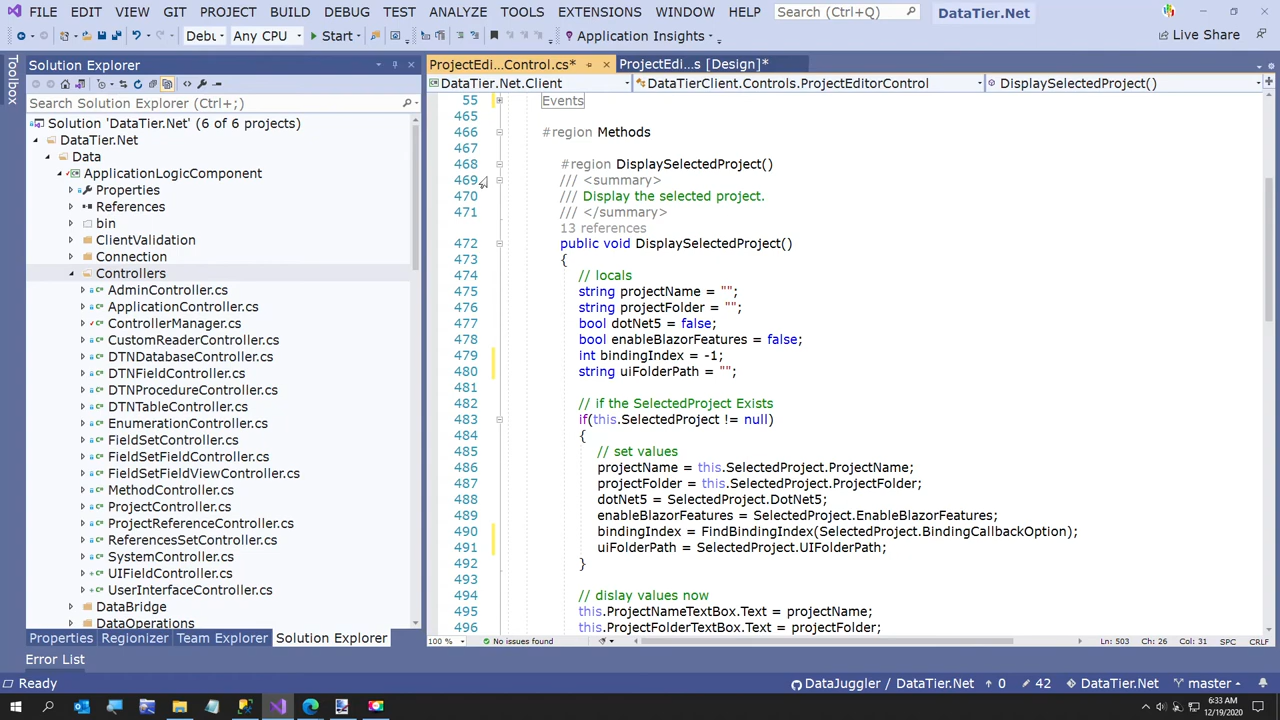 FILE EDIT VIEW GIT PROJECT BUILD DEBUG TEST ANALYZE TOOLS EXTENSIONS WINDOW HELP Search (Ctrl+Q) DataTier.Net
Debu Any CPU Start Application Insights Live Share
Toolbox
Solution Explorer
Search Solution Explorer (Ctrl+;)
Solution 'DataTier.Net' (6 of 6 projects)
DataTier.Net
Data
ApplicationLogicComponent
Properties
References
bin
ClientValidation
Connection
Controllers
AdminController.cs
ApplicationController.cs
ControllerManager.cs
CustomReaderController.cs
DTNDatabaseController.cs
DTNFieldController.cs
DTNProcedureController.cs
DTNTableController.cs
EnumerationController.cs
FieldSetController.cs
FieldSetFieldController.cs
FieldSetFieldViewController.cs
MethodController.cs
ProjectController.cs
ProjectReferenceController.cs
ReferencesSetController.cs
SystemController.cs
UIFieldController.cs
UserInterfaceController.cs
DataBridge
DataOperations
Properties Regionizer Team Explorer Solution Explorer
ProjectEdi...Control.cs* ProjectEdi...s [Design]*
DataTier.Net.Client DataTierClient.Controls.ProjectEditorControl DisplaySelectedProject()
55 Events
465
466 #region Methods
467
468 #region DisplaySelectedProject()
469 /// <summary>
470 /// Display the selected project.
471 /// </summary>
13 references
472 public void DisplaySelectedProject()
473 {
474 // locals
475 string projectName = "";
476 string projectFolder = "";
477 bool dotNet5 = false;
478 bool enableBlazorFeatures = false;
479 int bindingIndex = -1;
480 string uiFolderPath = "";
481
482 // if the SelectedProject Exists
483 if(this.SelectedProject != null)
484 {
485 // set values
486 projectName = this.SelectedProject.ProjectName;
487 projectFolder = this.SelectedProject.ProjectFolder;
488 dotNet5 = SelectedProject.DotNet5;
489 enableBlazorFeatures = SelectedProject.EnableBlazorFeatures;
490 bindingIndex = FindBindingIndex(SelectedProject.BindingCallbackOption);
491 uiFolderPath = SelectedProject.UIFolderPath;
492 }
493
494 // dislay values now
495 this.ProjectNameTextBox.Text = projectName;
496 this.ProjectFolderTextBox.Text = projectFolder;
100 % No issues found Ln: 503 Ch: 26 Col: 31 SPC CRLF
Error List
Ready DataJuggler / DataTier.Net 0 42 DataTier.Net master
6:33 AM
12/19/2020